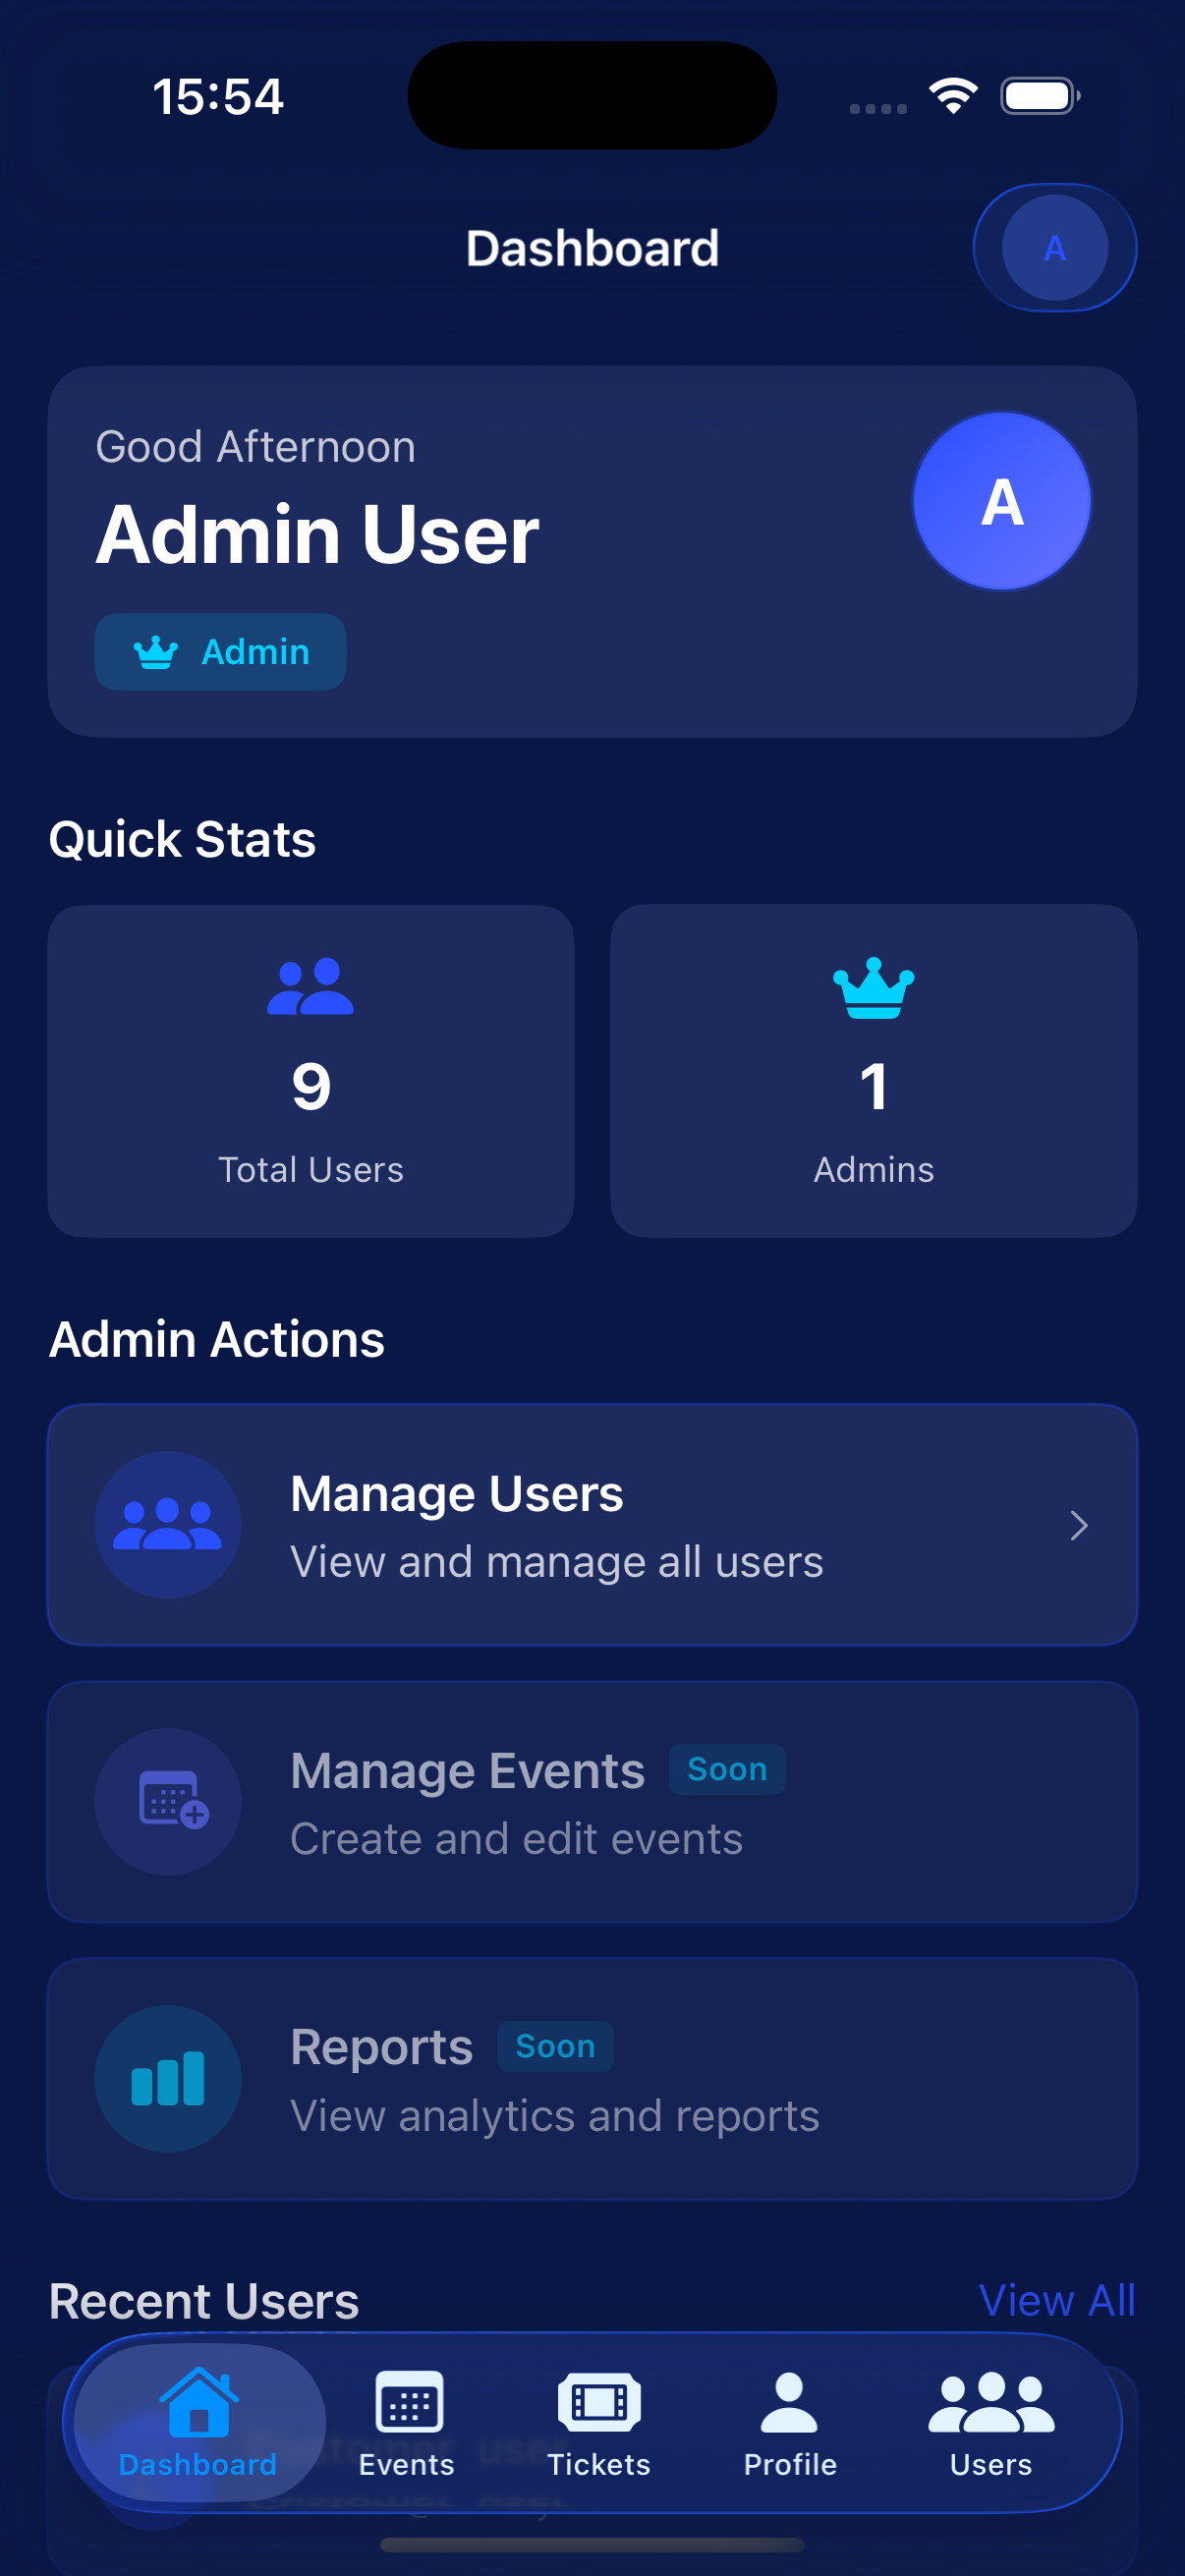 15:54
Dashboard
A
Good Afternoon
Admin User
A
Admin
Quick Stats
9
Total Users
1
Admins
Admin Actions
Manage Users
View and manage all users
Manage Events Soon
Create and edit events
Reports Soon
View analytics and reports
Recent Users View All
Dashboard Events Tickets Profile Users